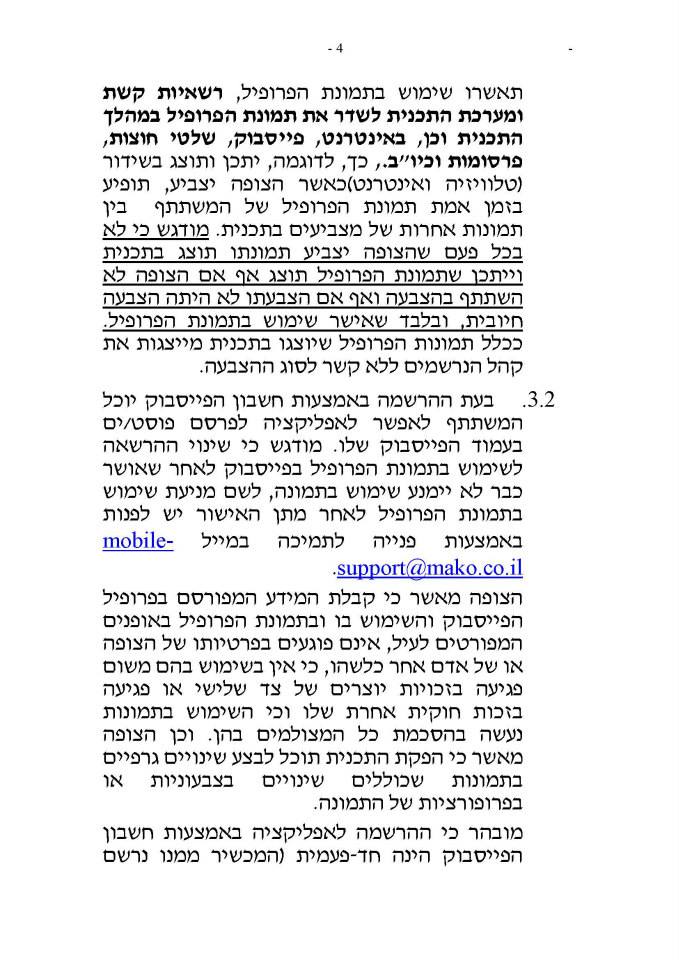 - 4 -
תאשרו שימוש בתמונת הפרופיל, רשאיות קשת
ומערכת התכנית לשדר את תמונת הפרופיל במהלך
התכנית וכן, באינטרנט, פייסבוק, שלטי חוצות,
פרסומות וכיו"ב., כך, לדוגמה, יתכן ותוצג בשידור
(טלוויזיה ואינטרנט)כאשר הצופה יצביע, תופיע
בזמן אמת תמונת הפרופיל של המשתתף בין
תמונות אחרות של מצביעים בתכנית. מודגש כי לא
בכל פעם שהצופה יצביע תמונתו תוצג בתכנית
וייתכן שתמונת הפרופיל תוצג אף אם הצופה לא
השתתף בהצבעה ואף אם הצבעתו לא היתה הצבעה
חיובית, ובלבד שאישר שימוש בתמונת הפרופיל.
ככלל תמונות הפרופיל שיוצגו בתכנית מייצגות את
קהל הנרשמים ללא קשר לסוג ההצבעה.
3.2. בעת ההרשמה באמצעות חשבון הפייסבוק יוכל
המשתתף לאפשר לאפליקציה לפרסם פוסט/ים
בעמוד הפייסבוק שלו. מודגש כי שינוי ההרשאה
לשימוש בתמונת הפרופיל בפייסבוק לאחר שאושר
כבר לא יימנע שימוש בתמונה, לשם מניעת שימוש
בתמונת הפרופיל לאחר מתן האישור יש לפנות
באמצעות פנייה לתמיכה במייל mobile-
support@mako.co.il.
הצופה מאשר כי קבלת המידע המפורסם בפרופיל
הפייסבוק והשימוש בו ובתמונת הפרופיל באופנים
המפורטים לעיל, אינם פוגעים בפרטיותו של הצופה
או של אדם אחר כלשהו, כי אין בשימוש בהם משום
פגיעה בזכויות יוצרים של צד שלישי או פגיעה
בזכות חוקית אחרת שלו וכי השימוש בתמונות
נעשה בהסכמת כל המצולמים בהן. וכן הצופה
מאשר כי הפקת התכנית תוכל לבצע שינויים גרפיים
בתמונות שכוללים שינויים בצבעוניות או
בפרופורציות של התמונה.
מובהר כי ההרשמה לאפליקציה באמצעות חשבון
הפייסבוק הינה חד-פעמית (המכשיר ממנו נרשם